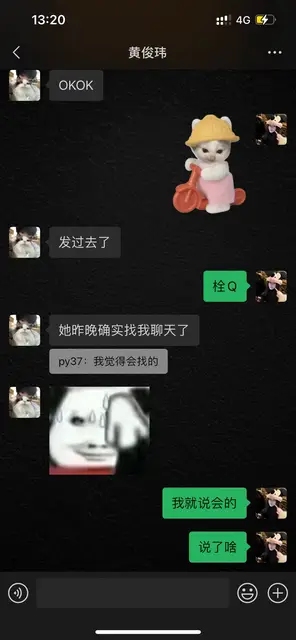 13:20
4G
黄俊玮
OKOK
发过去了
栓Q
她昨晚确实找我聊天了
py37：我觉得会找的
我就说会的
说了啥